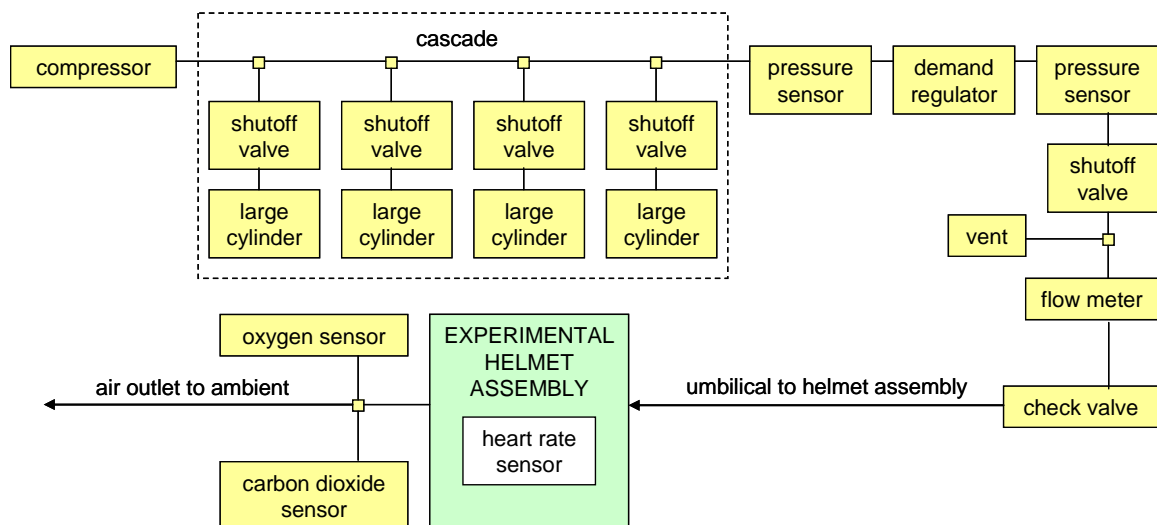 cascade
compressor
pressure
sensor
demand
regulator
pressure
sensor
shutoff
valve
shutoff
valve
shutoff
valve
shutoff
valve
shutoff
valve
large
cylinder
large
cylinder
large
cylinder
large
cylinder
vent
flow meter
oxygen sensor
EXPERIMENTAL
HELMET
ASSEMBLY
air outlet to ambient
umbilical to helmet assembly
check valve
heart rate
sensor
carbon dioxide
sensor